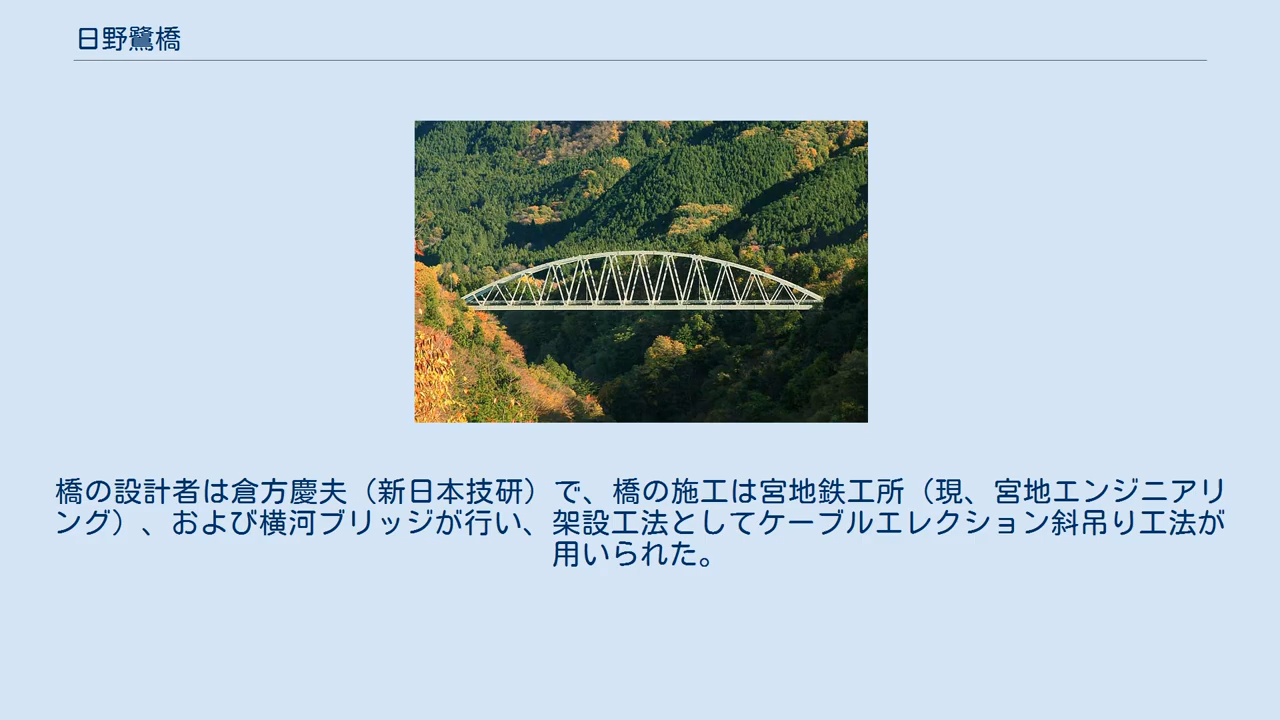 日野鷺橋
橋の設計者は倉方慶夫（新日本技研）で、橋の施工は宮地鉄工所（現、宮地エンジニアリ
ング）、および横河ブリッジが行い、架設工法としてケーブルエレクション斜吊り工法が
用いられた。